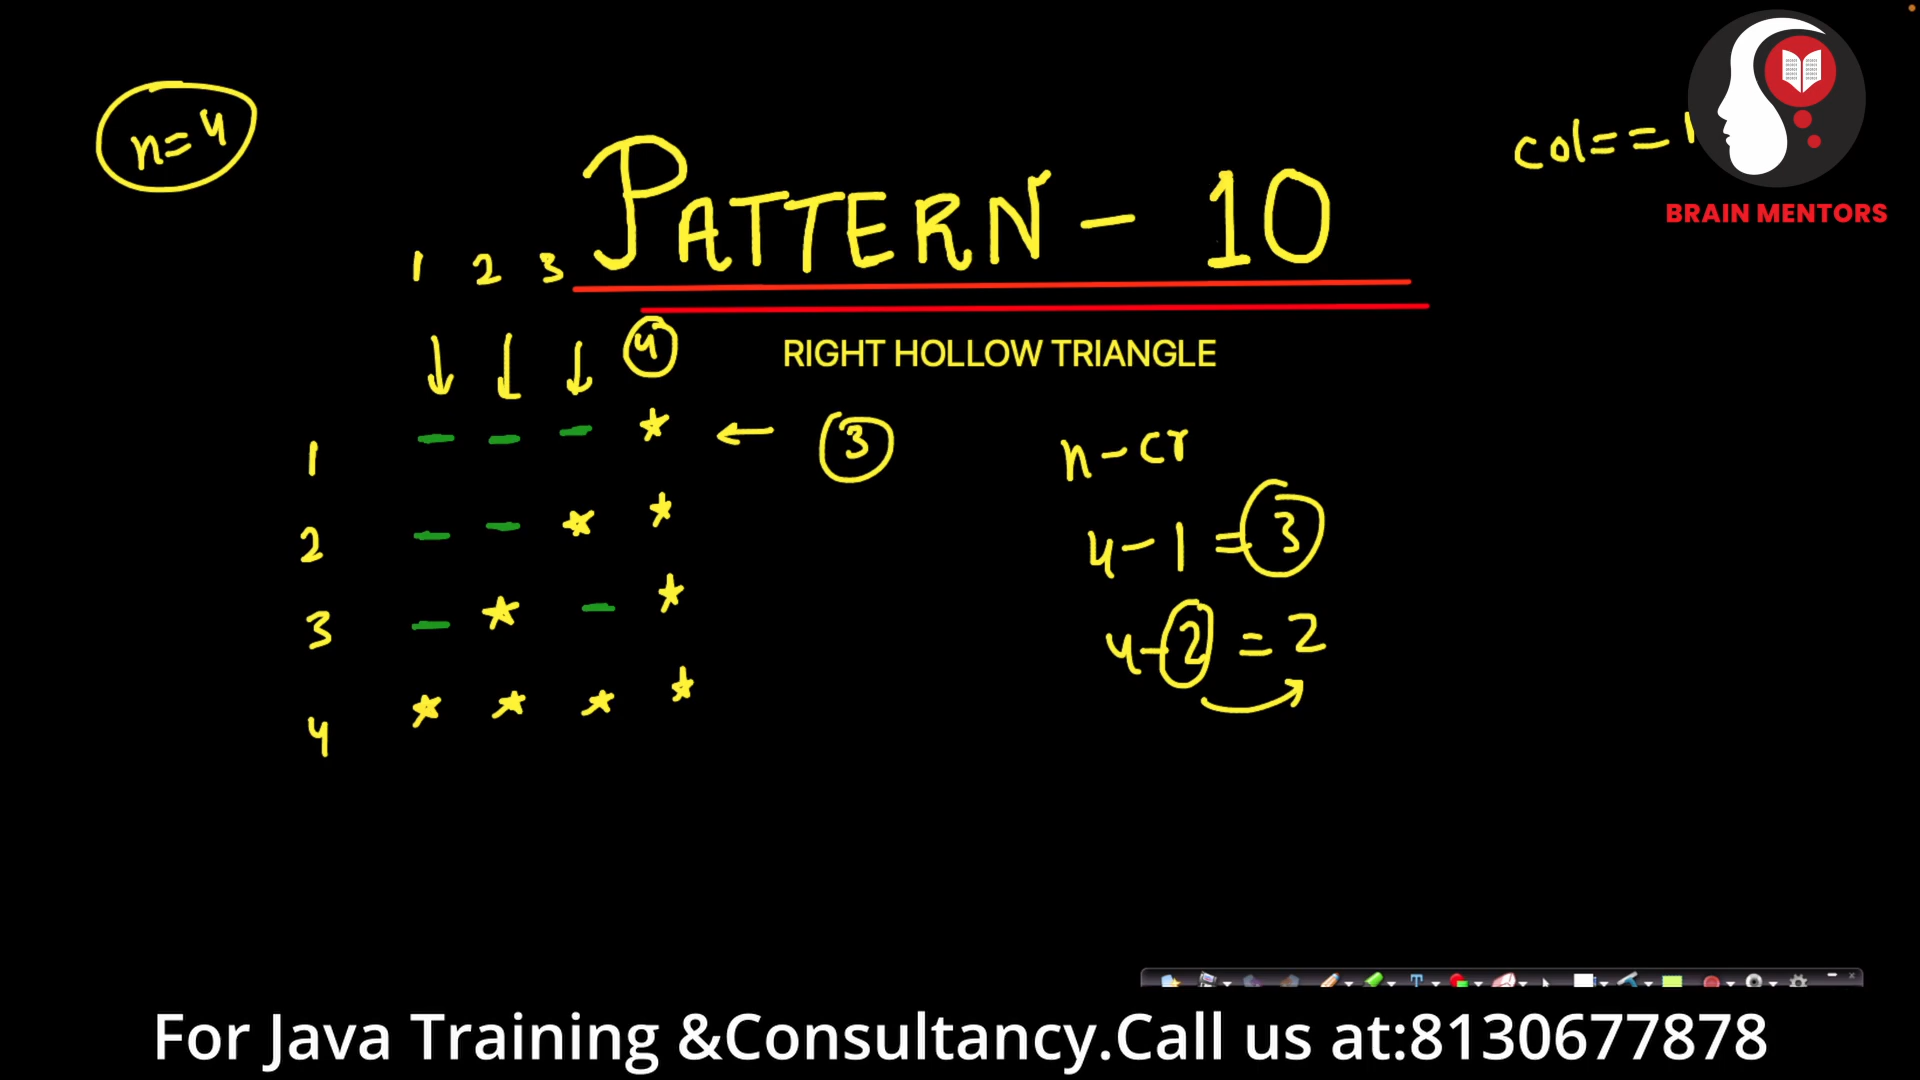 n=4
col==
BRAIN MENTORS
PATTERN - 10
1 2 3
4
RIGHT HOLLOW TRIANGLE
1 - - - * ← 3
n-cr
2 - - * *
4-1=3
3 - * - *
4-2=2
4 * * * *
For Java Training &Consultancy.Call us at:8130677878